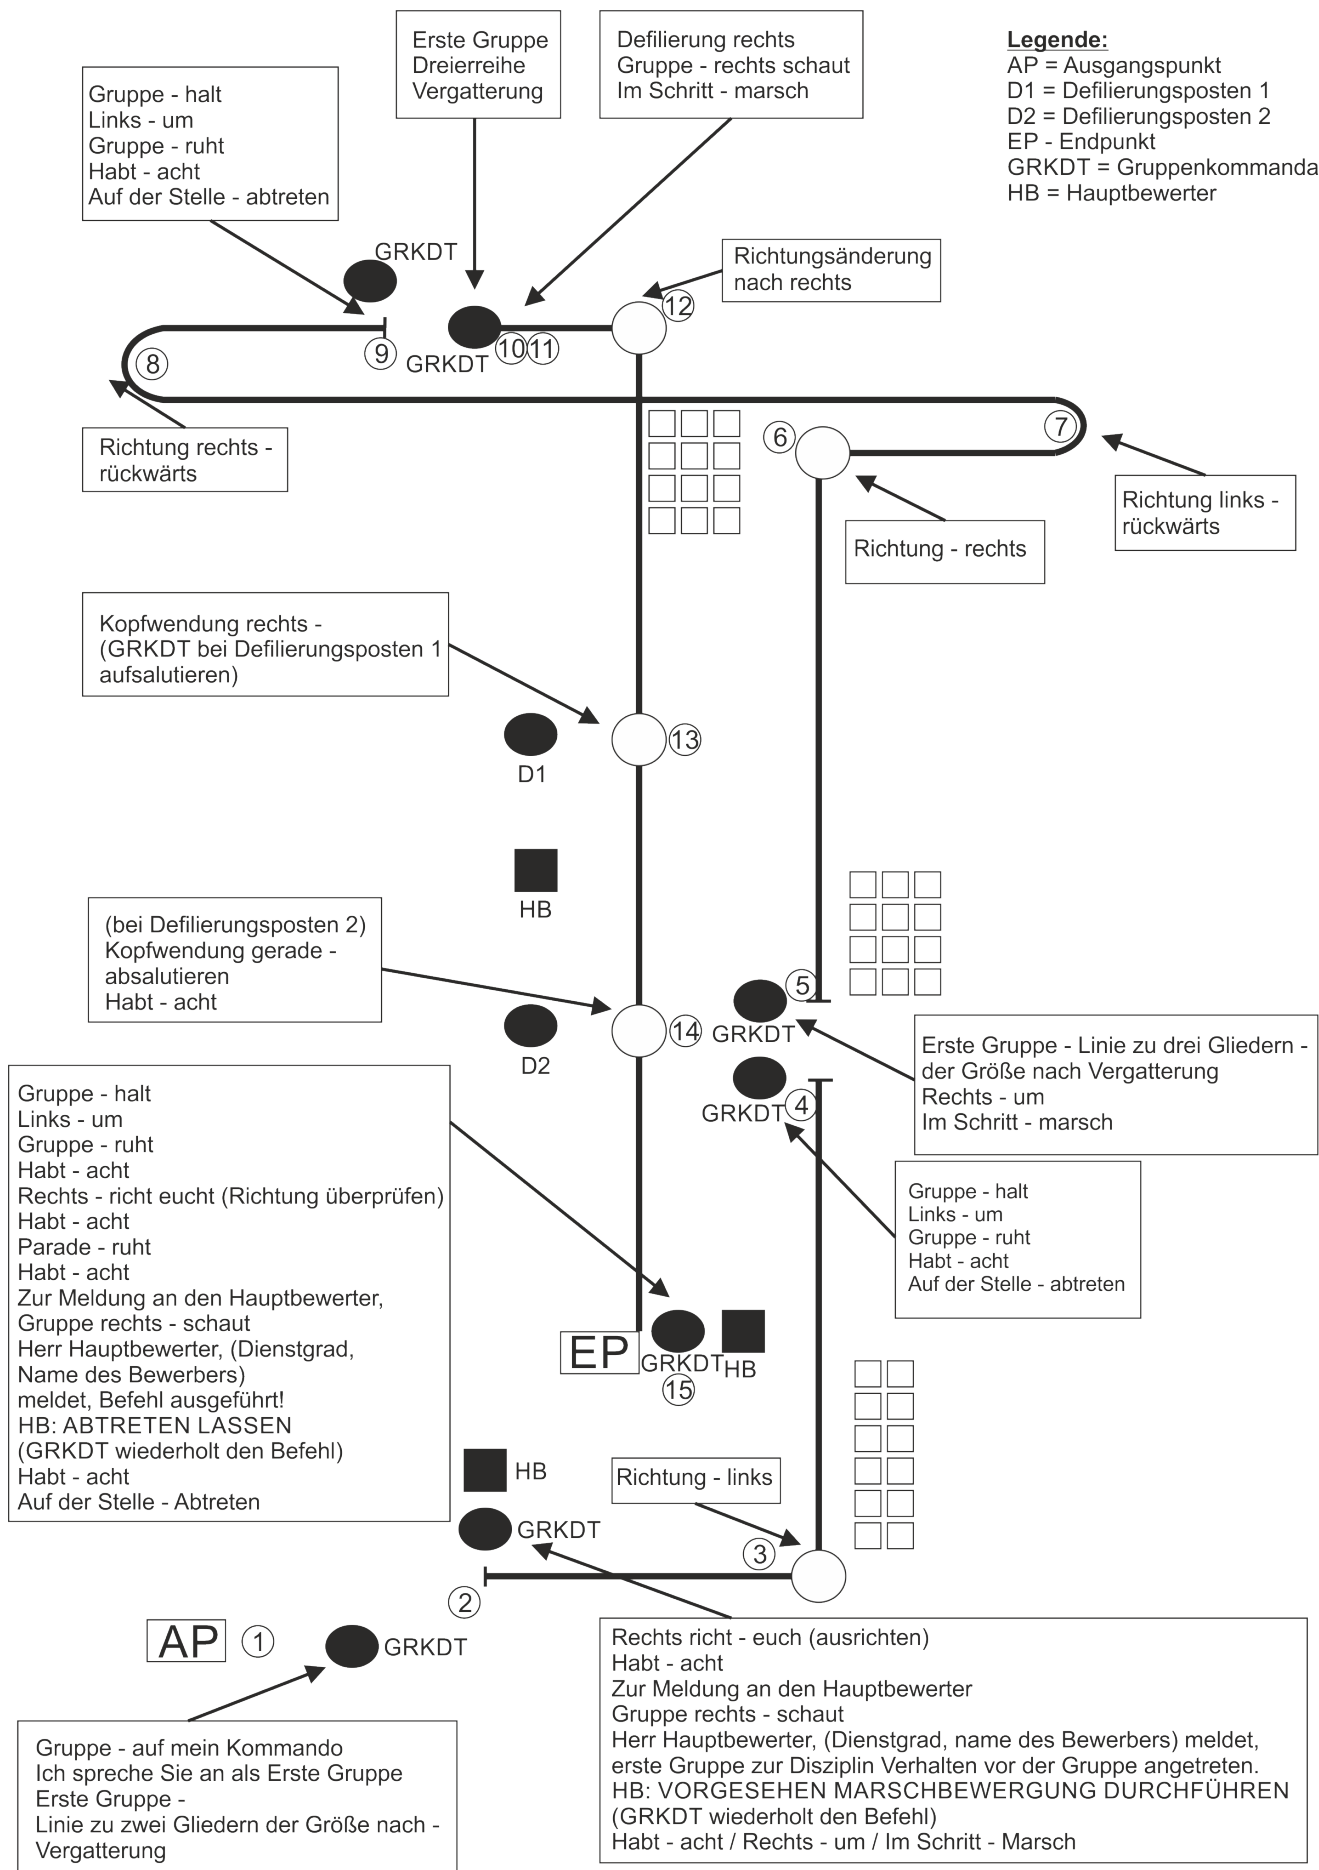 Erste Gruppe
Dreierreihe
Vergatterung
Defilierung rechts
Gruppe - rechts schaut
Im Schritt - marsch
Legende:
AP = Ausgangspunkt
D1 = Defilierungsposten 1
D2 = Defilierungsposten 2
EP - Endpunkt
GRKDT = Gruppenkommanda
HB = Hauptbewerter
Gruppe - halt
Links - um
Gruppe - ruht
Habt - acht
Auf der Stelle - abtreten
GRKDT
Richtungsänderung
nach rechts
12
9
GRKDT
10
11
8
6
7
Richtung rechts -
rückwärts
Richtung links -
rückwärts
Richtung - rechts
Kopfwendung rechts -
(GRKDT bei Defilierungsposten 1
aufsalutieren)
D1
13
HB
(bei Defilierungsposten 2)
Kopfwendung gerade -
absalutieren
Habt - acht
D2
14
5
GRKDT
GRKDT
4
Erste Gruppe - Linie zu drei Gliedern -
der Größe nach Vergatterung
Rechts - um
Im Schritt - marsch
Gruppe - halt
Links - um
Gruppe - ruht
Habt - acht
Rechts - richt eucht (Richtung überprüfen)
Habt - acht
Parade - ruht
Habt - acht
Zur Meldung an den Hauptbewerter,
Gruppe rechts - schaut
Herr Hauptbewerter, (Dienstgrad,
Name des Bewerbers)
meldet, Befehl ausgeführt!
HB: ABTRETEN LASSEN
(GRKDT wiederholt den Befehl)
Habt - acht
Auf der Stelle - Abtreten
Gruppe - halt
Links - um
Gruppe - ruht
Habt - acht
Auf der Stelle - abtreten
EP
GRKDT
HB
15
HB
GRKDT
Richtung - links
3
2
AP
1
GRKDT
Gruppe - auf mein Kommando
Ich spreche Sie an als Erste Gruppe
Erste Gruppe -
Linie zu zwei Gliedern der Größe nach -
Vergatterung
Rechts richt - euch (ausrichten)
Habt - acht
Zur Meldung an den Hauptbewerter
Gruppe rechts - schaut
Herr Hauptbewerter, (Dienstgrad, name des Bewerbers) meldet,
erste Gruppe zur Disziplin Verhalten vor der Gruppe angetreten.
HB: VORGESEHEN MARSCHBEWERGUNG DURCHFÜHREN
(GRKDT wiederholt den Befehl)
Habt - acht / Rechts - um / Im Schritt - Marsch